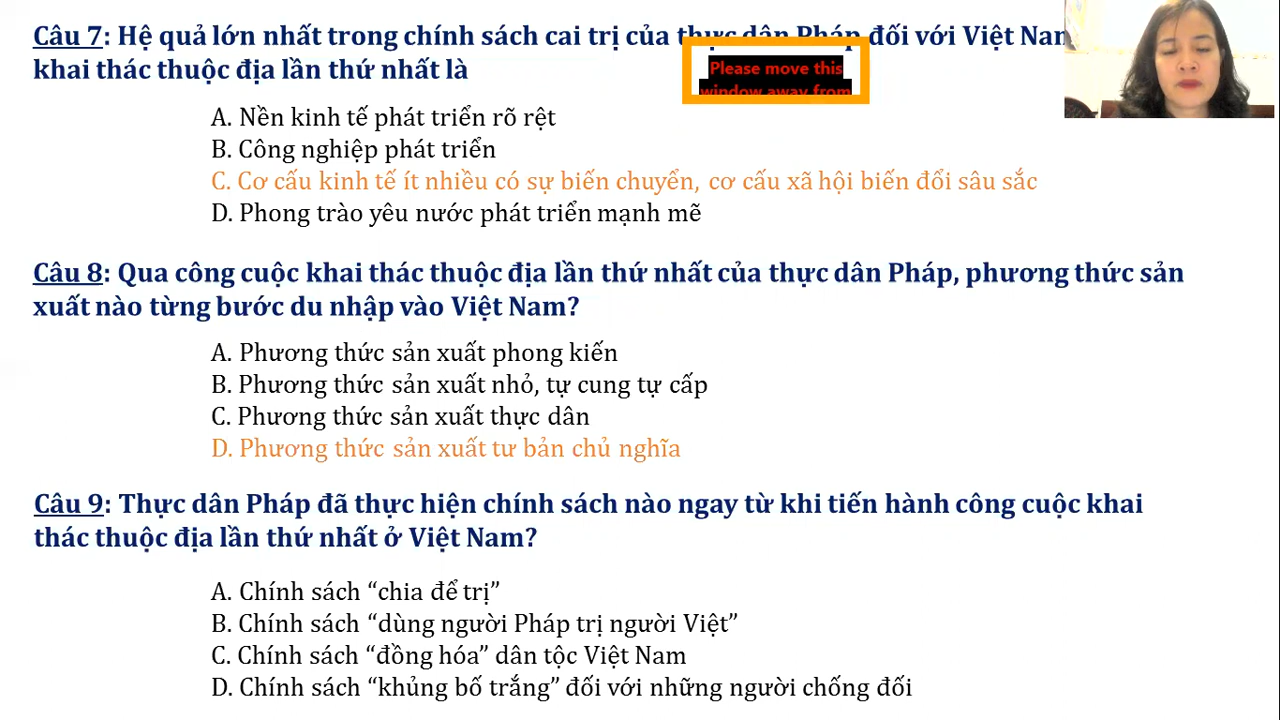 Câu 7: Hệ quả lớn nhất trong chính sách cai trị của thực dân Pháp đối với Việt Nam
khai thác thuộc địa lần thứ nhất là
Please move this
window away from
A. Nền kinh tế phát triển rõ rệt
B. Công nghiệp phát triển
C. Cơ cấu kinh tế ít nhiều có sự biến chuyển, cơ cấu xã hội biến đổi sâu sắc
D. Phong trào yêu nước phát triển mạnh mẽ
Câu 8: Qua công cuộc khai thác thuộc địa lần thứ nhất của thực dân Pháp, phương thức sản
xuất nào từng bước du nhập vào Việt Nam?
A. Phương thức sản xuất phong kiến
B. Phương thức sản xuất nhỏ, tự cung tự cấp
C. Phương thức sản xuất thực dân
D. Phương thức sản xuất tư bản chủ nghĩa
Câu 9: Thực dân Pháp đã thực hiện chính sách nào ngay từ khi tiến hành công cuộc khai
thác thuộc địa lần thứ nhất ở Việt Nam?
A. Chính sách “chia để trị”
B. Chính sách “dùng người Pháp trị người Việt”
C. Chính sách “đồng hóa” dân tộc Việt Nam
D. Chính sách “khủng bố trắng” đối với những người chống đối